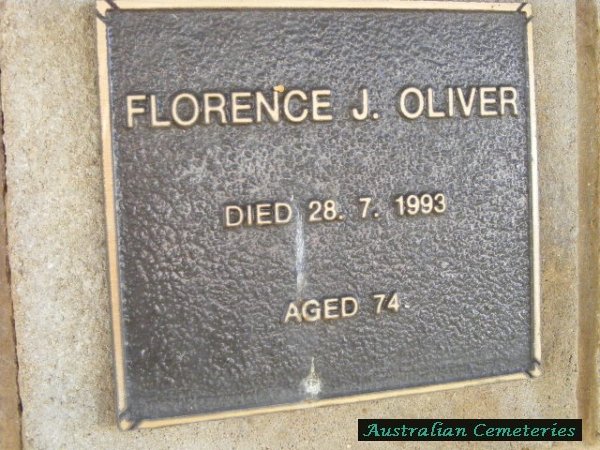 FLORENCE J. OLIVER
DIED 28. 7. 1993
AGED 74
Australian Cemeteries